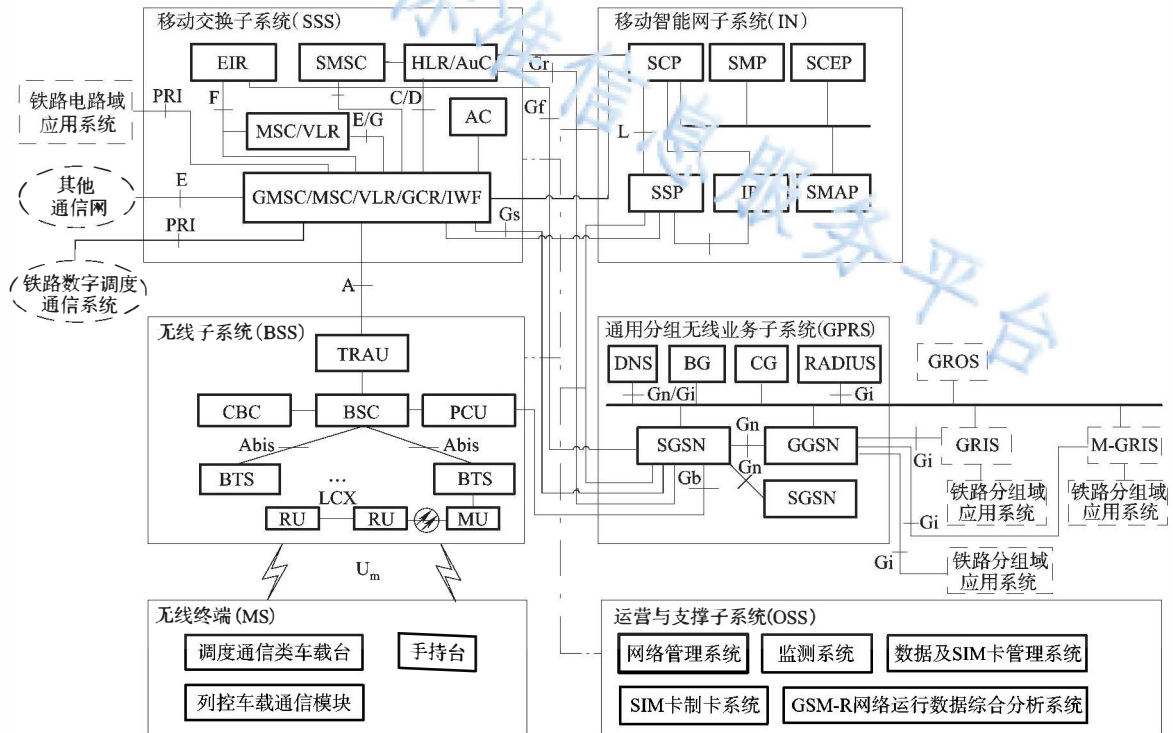 移动交换子系统(SSS)
EIR
SMSC
HLR/AuC
F
C/D
MSC/VLR
E/G
AC
GMSC/MSC/VLR/GCR/IWF
铁路电路域
应用系统
PRI
其他
通信网
E
PRI
铁路数字调度
通信系统
Gr
Gf
Gs
A
移动智能网子系统(IN)
SCP
SMP
SCEP
L
SSP
SMAP
无线子系统(BSS)
TRAU
CBC
BSC
PCU
Abis
Abis
BTS
...
BTS
LCX
RU
RU
MU
Um
通用分组无线业务子系统(GPRS)
DNS
BG
CG
RADIUS
Gn/Gi
Gi
SGSN
Gn
GGSN
Gb
Gn
SGSN
GROS
GRIS
M-GRIS
Gi
铁路分组域
应用系统
铁路分组域
应用系统
Gi
Gi
铁路分组域
应用系统
无线终端(MS)
调度通信类车载台
手持台
列控车载通信模块
运营与支撑子系统(OSS)
网络管理系统
监测系统
数据及SIM卡管理系统
SIM卡制卡系统
GSM-R网络运行数据综合分析系统
标准信息服务平台